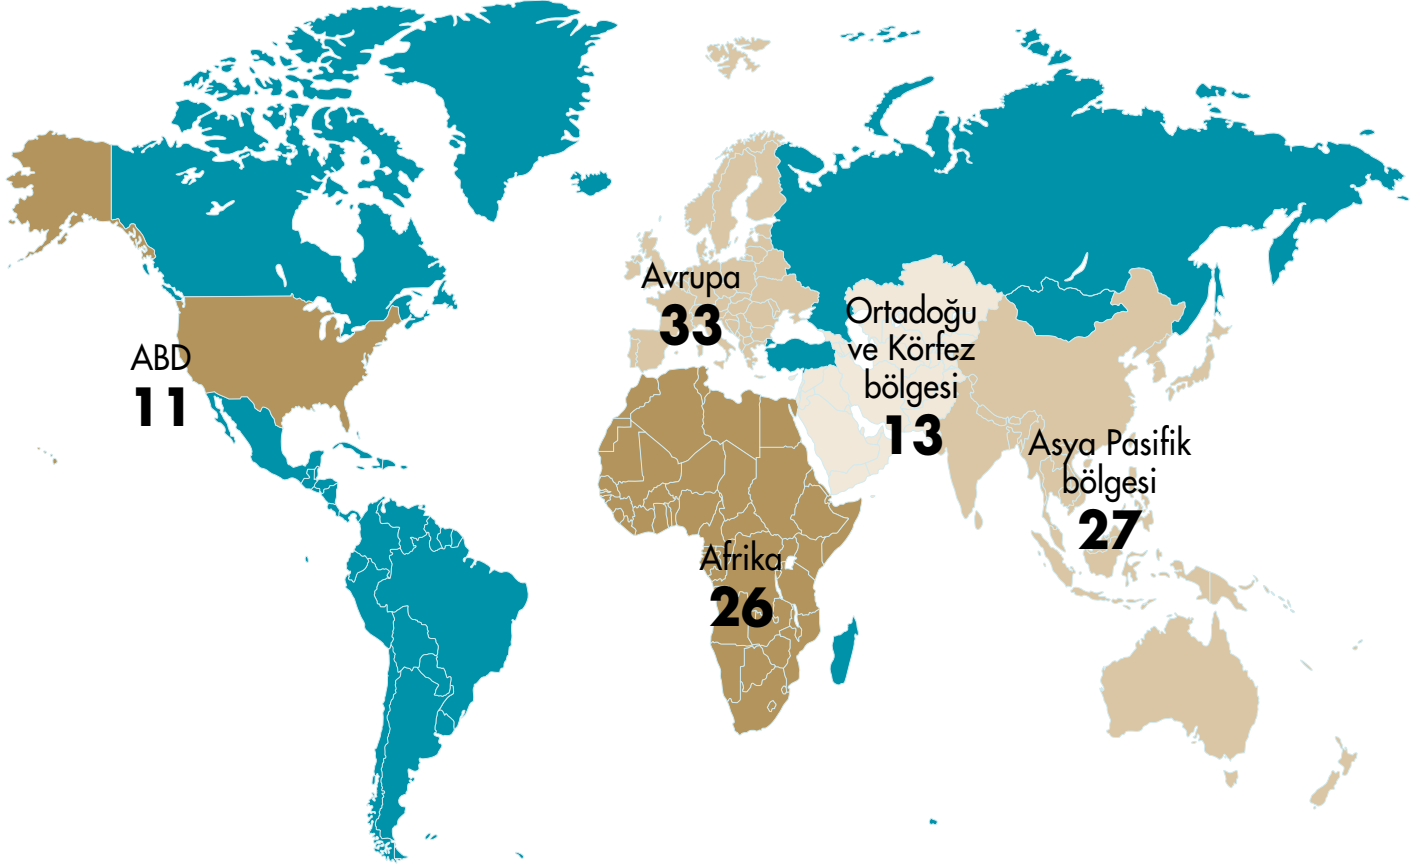 Avrupa
33
Ortadoğu
ve Körfez
bölgesi
13
ABD
11
Asya Pasifik
bölgesi
27
Afrika
26